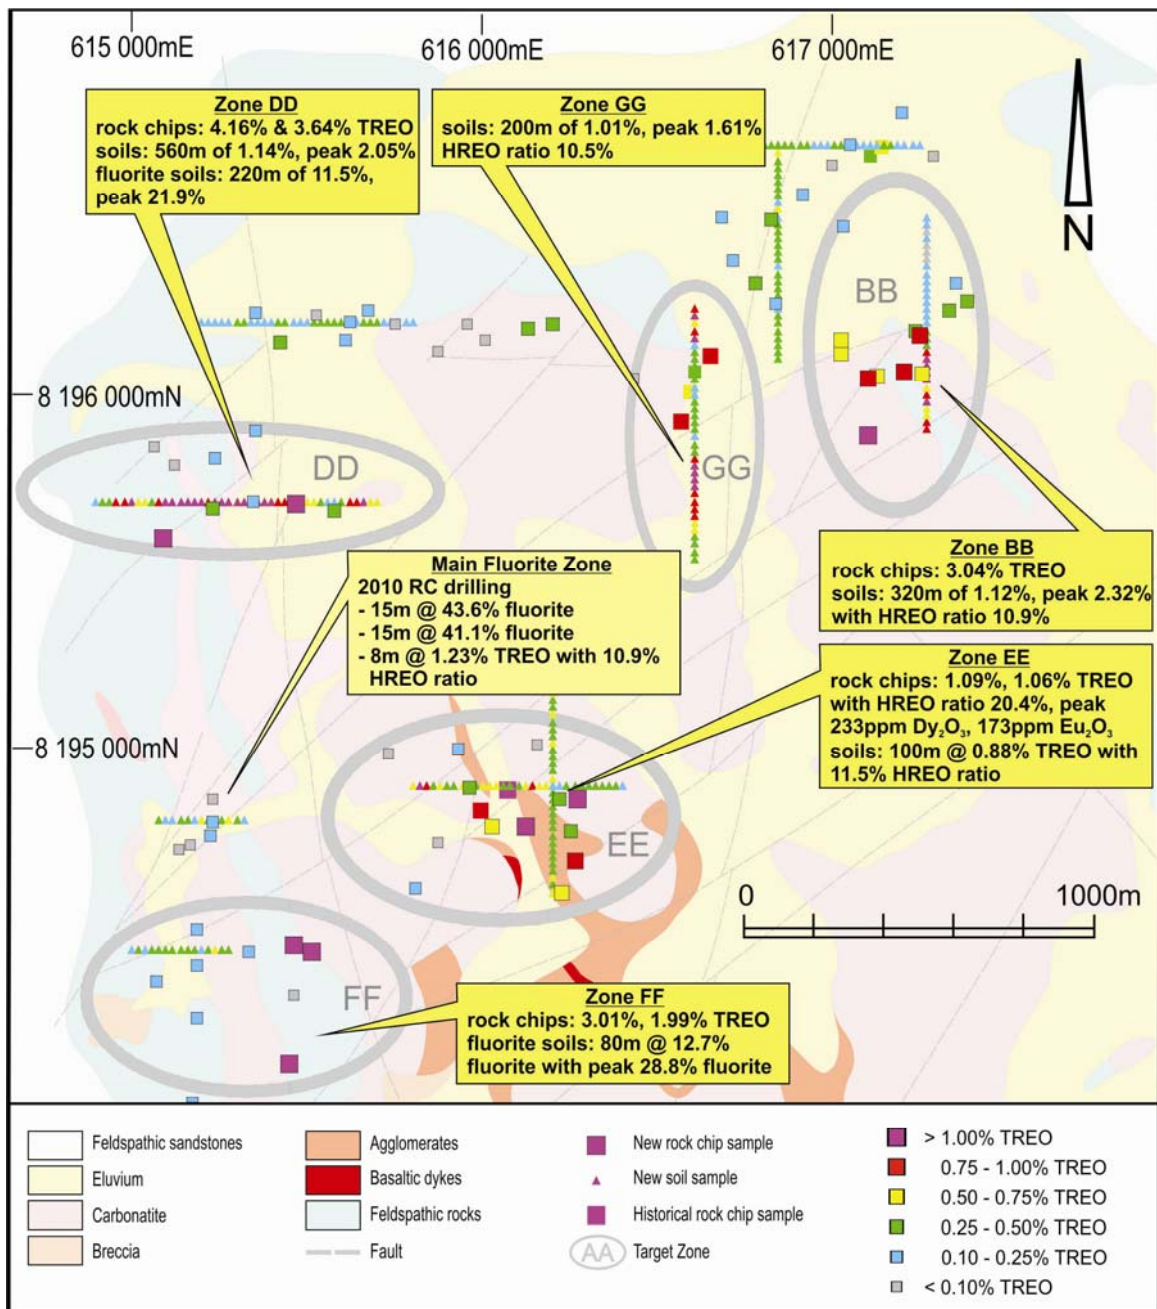 615 000mE
616 000mE
617 000mE
Zone DD
rock chips: 4.16% & 3.64% TREO
soils: 560m of 1.14%, peak 2.05%
fluorite soils: 220m of 11.5%,
peak 21.9%
Zone GG
soils: 200m of 1.01%, peak 1.61%
HREO ratio 10.5%
N
BB
8 196 000mN
DD
GG
Zone BB
rock chips: 3.04% TREO
soils: 320m of 1.12%, peak 2.32%
with HREO ratio 10.9%
Main Fluorite Zone
2010 RC drilling
- 15m @ 43.6% fluorite
- 15m @ 41.1% fluorite
- 8m @ 1.23% TREO with 10.9%
HREO ratio
Zone EE
rock chips: 1.09%, 1.06% TREO
with HREO ratio 20.4%, peak
233ppm Dy₂O₃, 173ppm Eu₂O₃
soils: 100m @ 0.88% TREO with
11.5% HREO ratio
8 195 000mN
EE
0 1000m
FF
Zone FF
rock chips: 3.01%, 1.99% TREO
fluorite soils: 80m @ 12.7%
fluorite with peak 28.8% fluorite
Feldspathic sandstones
Eluvium
Carbonatite
Breccia
Agglomerates
Basaltic dykes
Feldspathic rocks
Fault
New rock chip sample
New soil sample
Historical rock chip sample
AA Target Zone
> 1.00% TREO
0.75 - 1.00% TREO
0.50 - 0.75% TREO
0.25 - 0.50% TREO
0.10 - 0.25% TREO
< 0.10% TREO